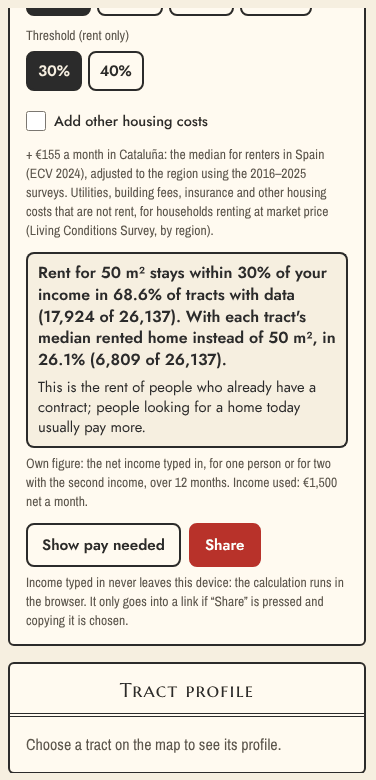 Threshold (rent only)
30%
40%
Add other housing costs
+ €155 a month in Cataluña: the median for renters in Spain
(ECV 2024), adjusted to the region using the 2016–2025
surveys. Utilities, building fees, insurance and other housing
costs that are not rent, for households renting at market price
(Living Conditions Survey, by region).
Rent for 50 m² stays within 30% of your
income in 68.6% of tracts with data
(17,924 of 26,137). With each tract's
median rented home instead of 50 m², in
26.1% (6,809 of 26,137).
This is the rent of people who already have a
contract; people looking for a home today
usually pay more.
Own figure: the net income typed in, for one person or for two
with the second income, over 12 months. Income used: €1,500
net a month.
Show pay needed
Share
Income typed in never leaves this device: the calculation runs in
the browser. It only goes into a link if “Share” is pressed and
copying it is chosen.
Tract profile
Choose a tract on the map to see its profile.